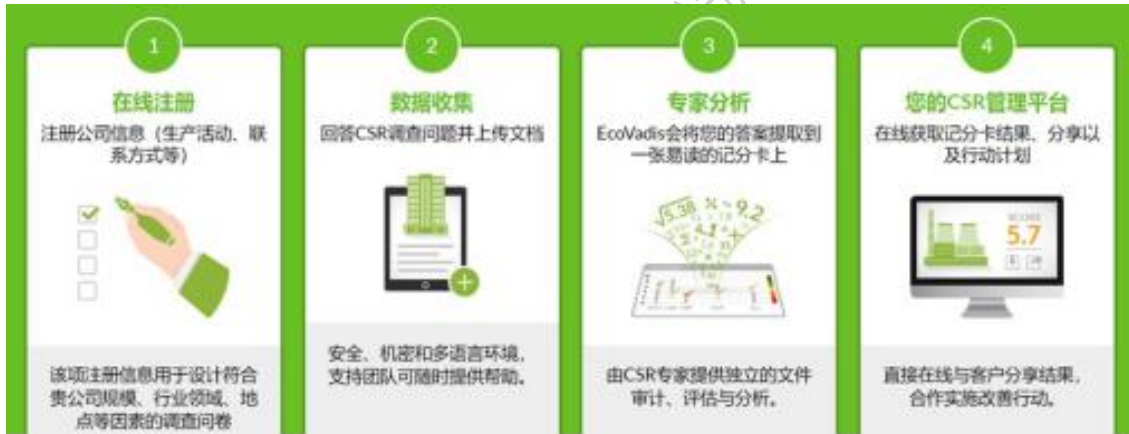 1
在线注册
注册公司信息（生产活动、联
系方式等）
该项注册信息用于设计符合
贵公司规模、行业领域、地
点等因素的调查问卷
2
数据收集
回答CSR调查问题并上传文档
安全、机密和多语言环境，
支持团队可随时提供帮助。
3
专家分析
EcoVadis会将您的答案提取到
一张易读的记分卡上
√5.38 % ~ 9.2
由CSR专家提供独立的文件
审计、评估与分析。
4
您的CSR管理平台
在线获取记分卡结果、分享以
及行动计划
SCORE
5.7
直接在线与客户分享结果，
合作实施改善行动。